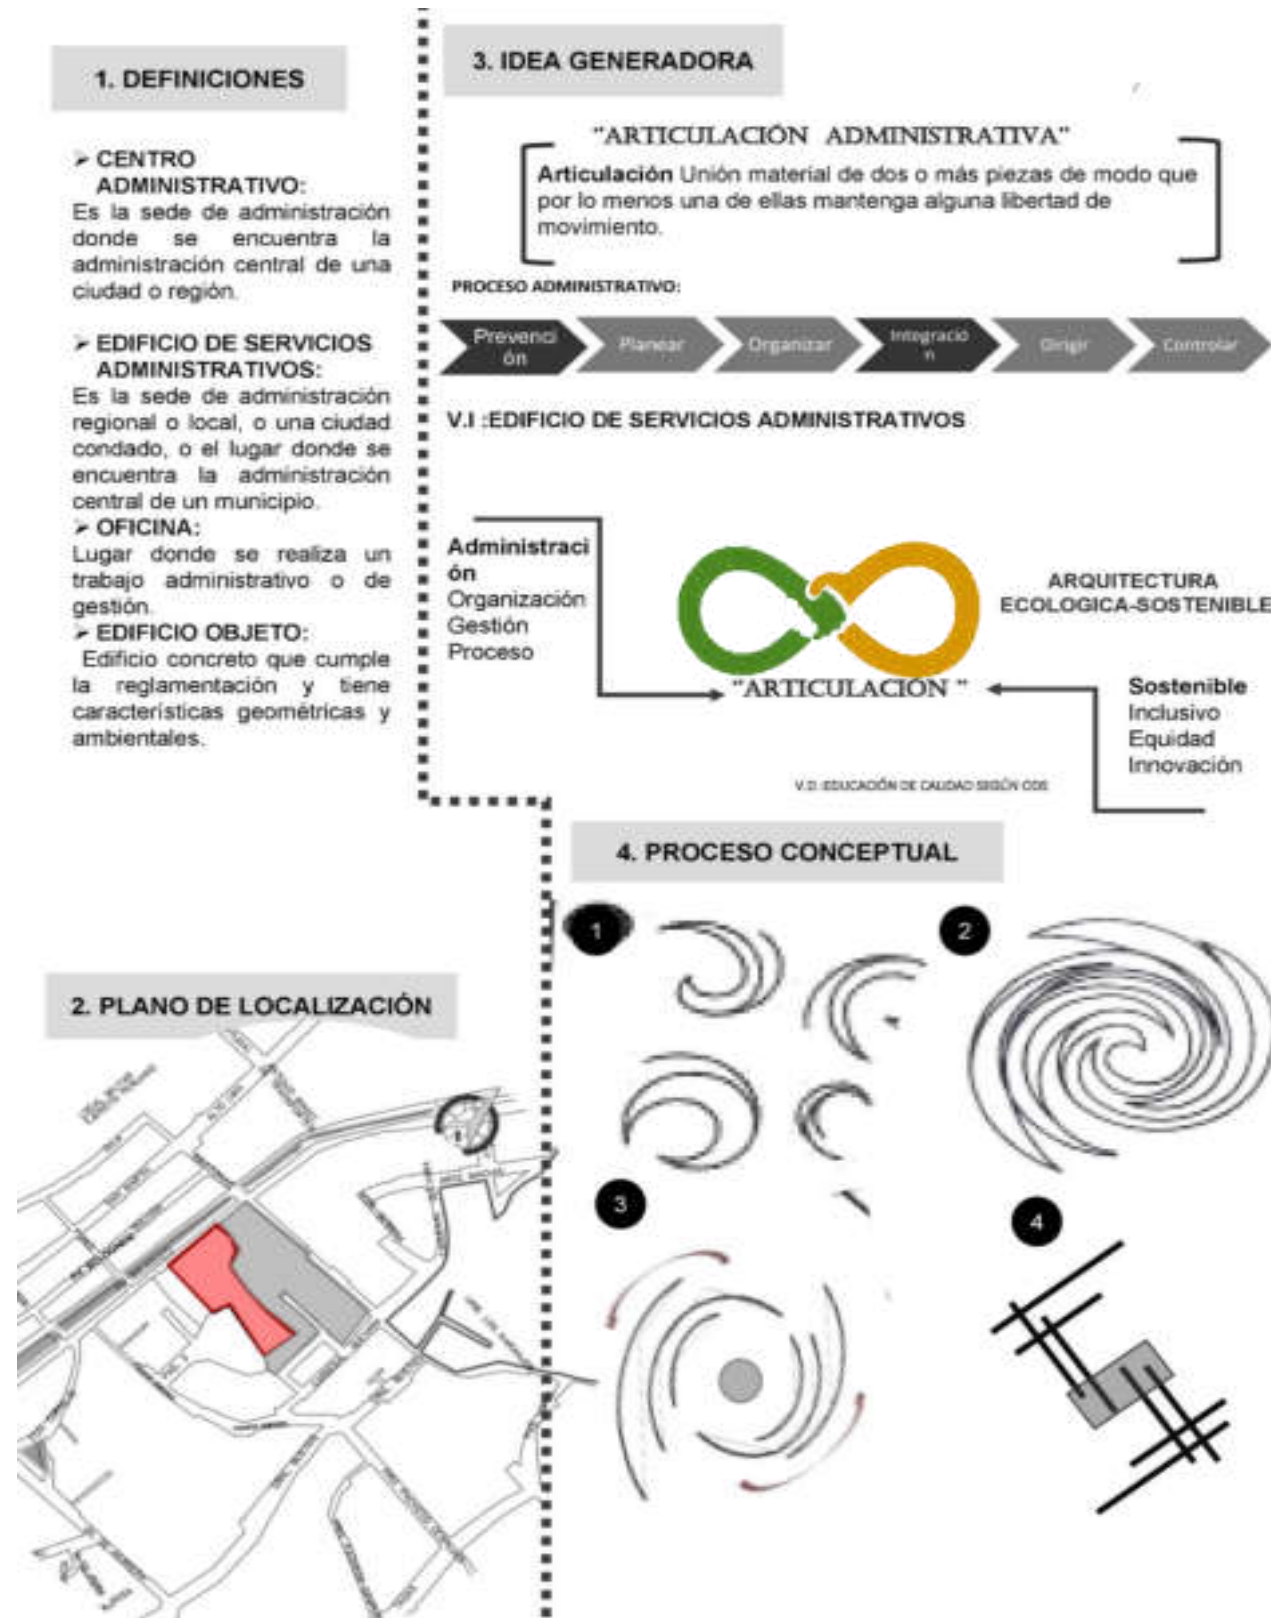 1. DEFINICIONES
➢ CENTRO
ADMINISTRATIVO:
Es la sede de administración
donde se encuentra la
administración central de una
ciudad o región.
➢ EDIFICIO DE SERVICIOS
ADMINISTRATIVOS:
Es la sede de administración
regional o local, o una ciudad
condado, o el lugar donde se
encuentra la administración
central de un municipio.
➢ OFICINA:
Lugar donde se realiza un
trabajo administrativo o de
gestión.
➢ EDIFICIO OBJETO:
Edificio concreto que cumple
la reglamentación y tiene
características geométricas y
ambientales.
2. PLANO DE LOCALIZACIÓN
3. IDEA GENERADORA
"ARTICULACIÓN ADMINISTRATIVA"
Articulación Unión material de dos o más piezas de modo que
por lo menos una de ellas mantenga alguna libertad de
movimiento.
PROCESO ADMINISTRATIVO:
Prevenci
ón
Planear
Organizar
Integració
n
Dirigir
Controlar
V.I :EDIFICIO DE SERVICIOS ADMINISTRATIVOS
Administraci
ón
Organización
Gestión
Proceso
"ARTICULACIÓN "
ARQUITECTURA
ECOLOGICA-SOSTENIBLE
Sostenible
Inclusivo
Equidad
Innovación
V.D :EDUCACIÓN DE CALIDAD SEGÚN ODS
4. PROCESO CONCEPTUAL
1
2
3
4